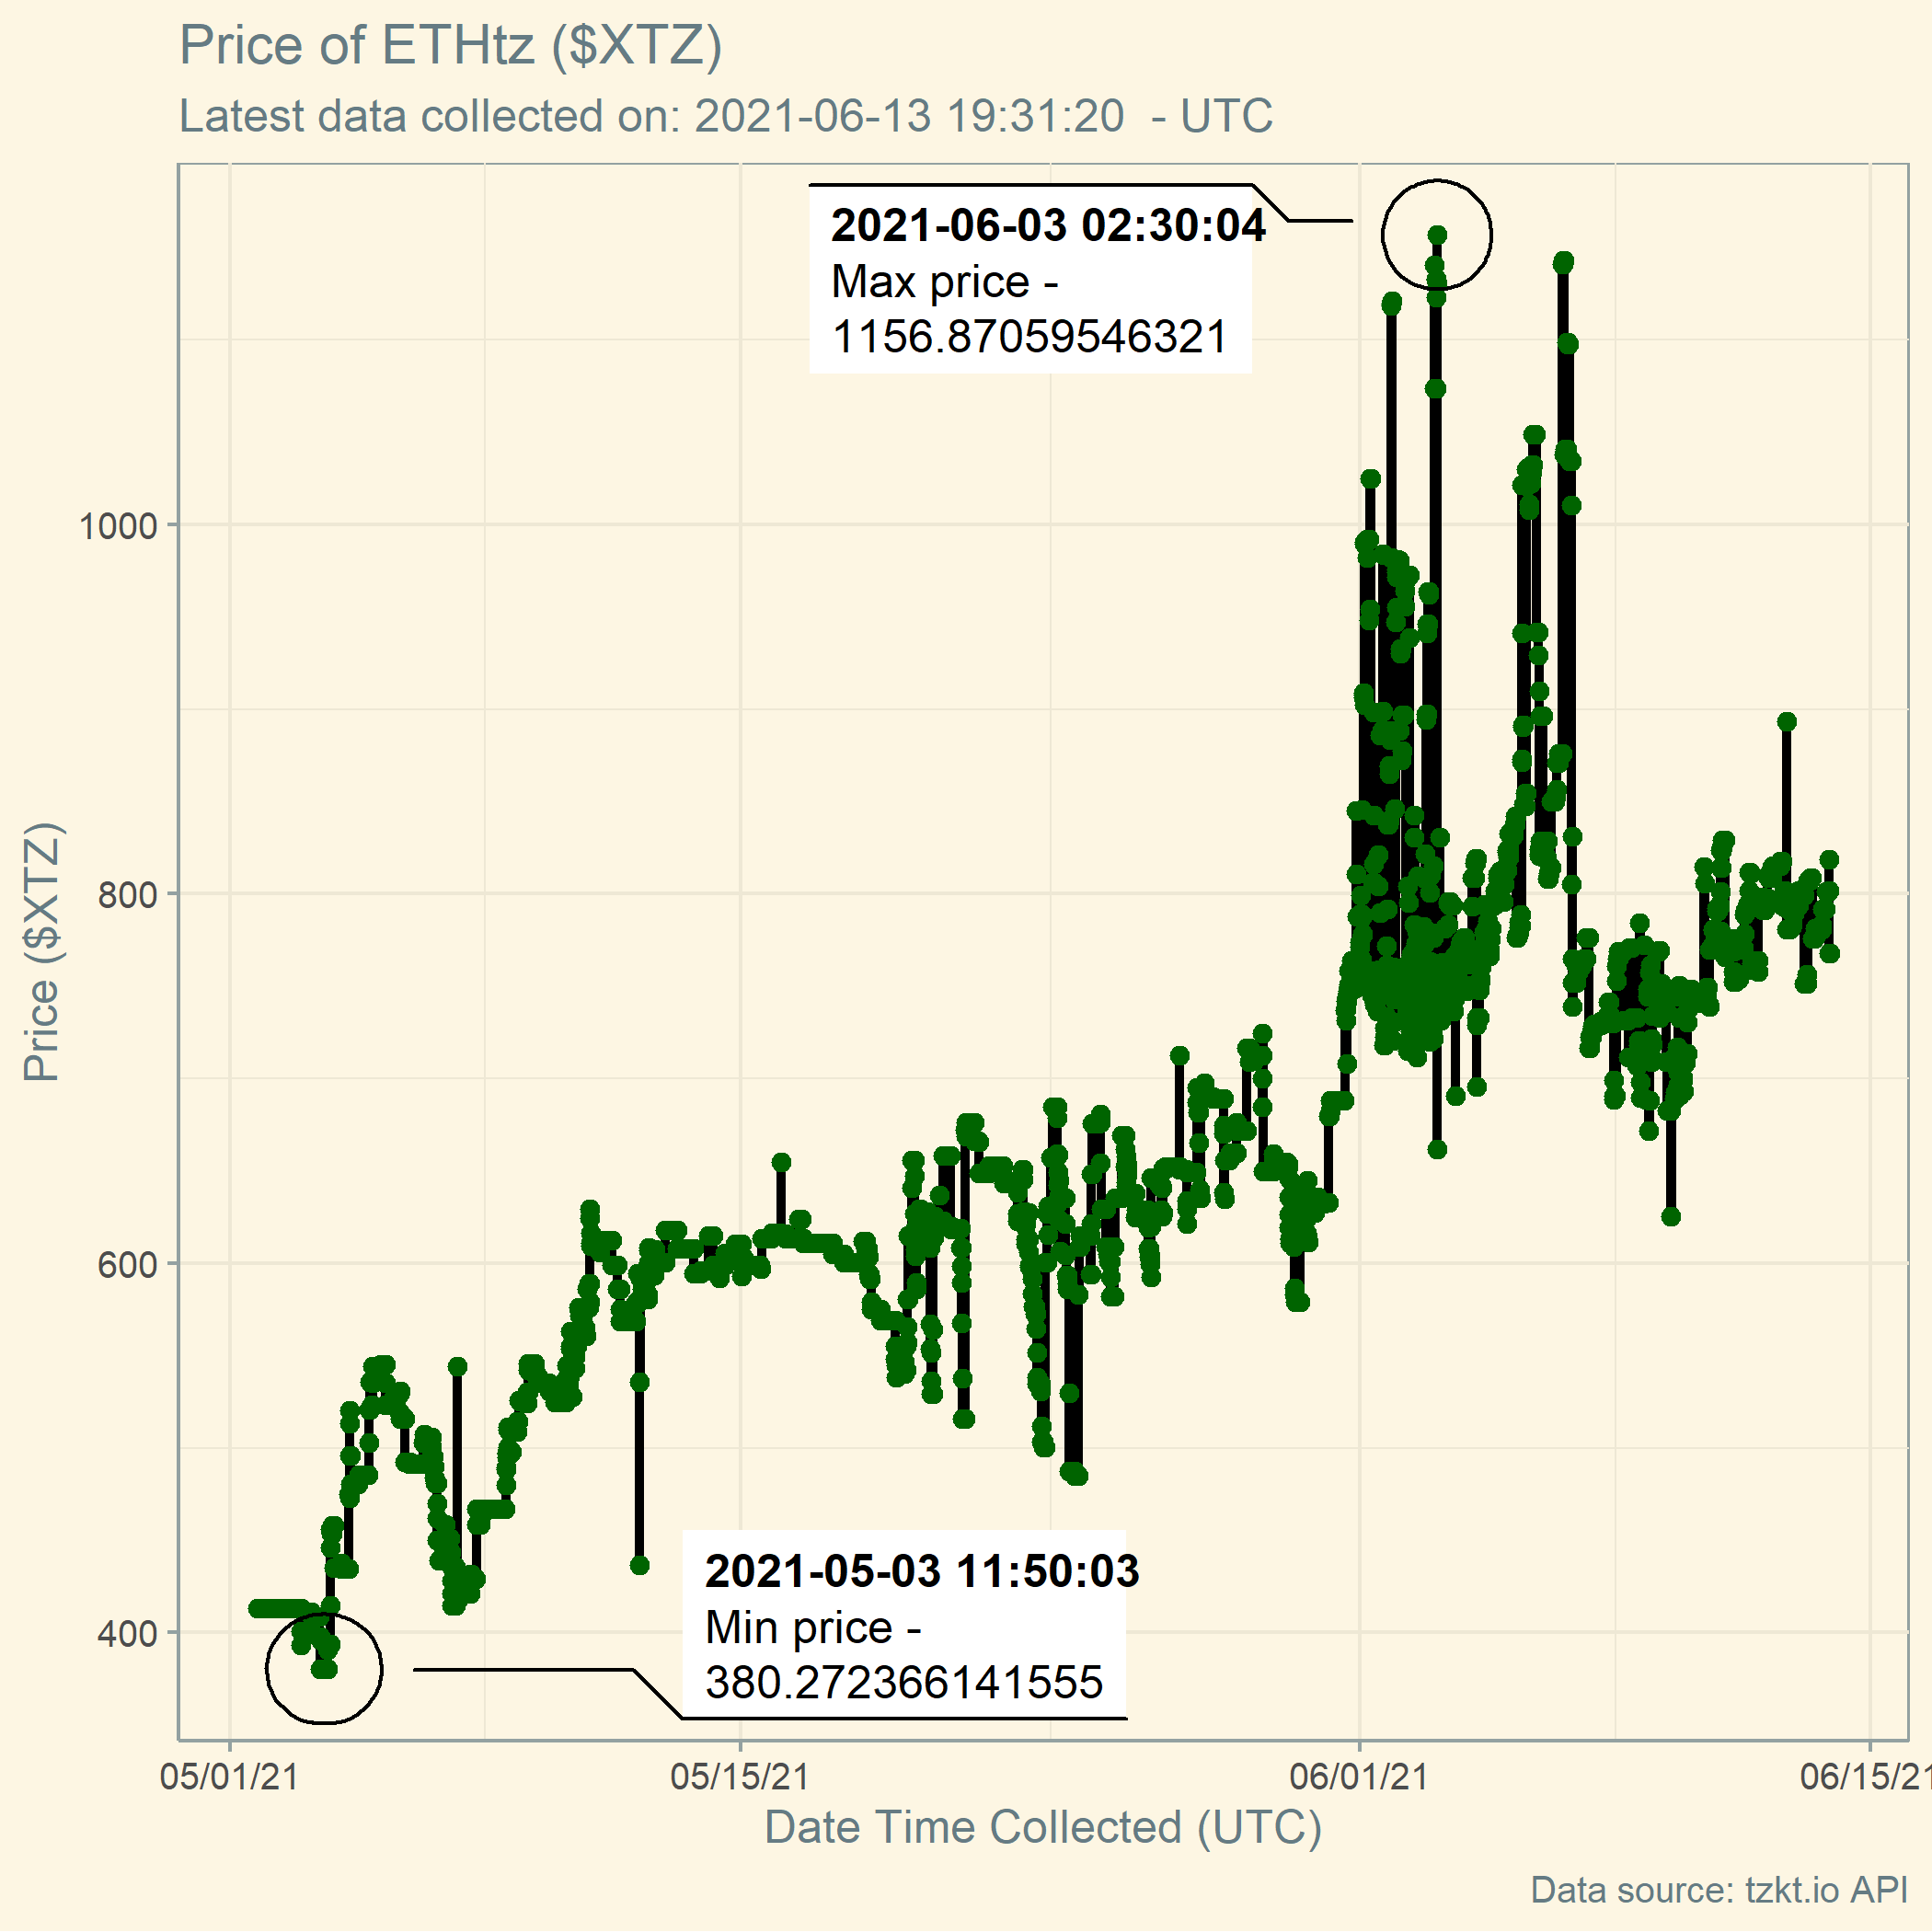 Price of ETHtz ($XTZ)
Latest data collected on: 2021-06-13 19:31:20  - UTC
2021-06-03 02:30:04
Max price -
1156.87059546321
1000
800
600
400
Price ($XTZ)
2021-05-03 11:50:03
Min price -
380.272366141555
05/01/21 05/15/21 06/01/21 06/15/21
Date Time Collected (UTC)
Data source: tzkt.io API